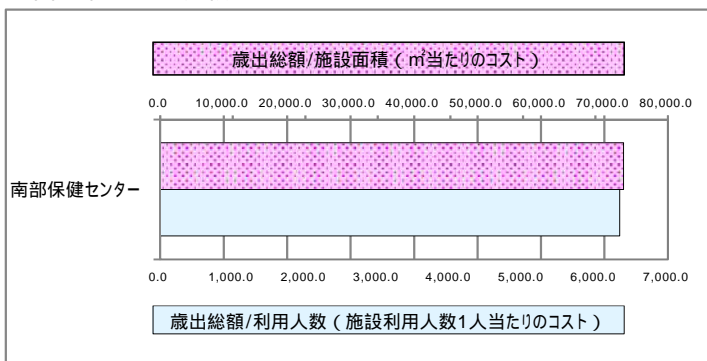 歳出総額/施設面積（㎡当たりのコスト）
0.0 10,000.0 20,000.0 30,000.0 40,000.0 50,000.0 60,000.0 70,000.0 80,000.0
南部保健センター
0.0 1,000.0 2,000.0 3,000.0 4,000.0 5,000.0 6,000.0 7,000.0
歳出総額/利用人数（施設利用人数1人当たりのコスト）